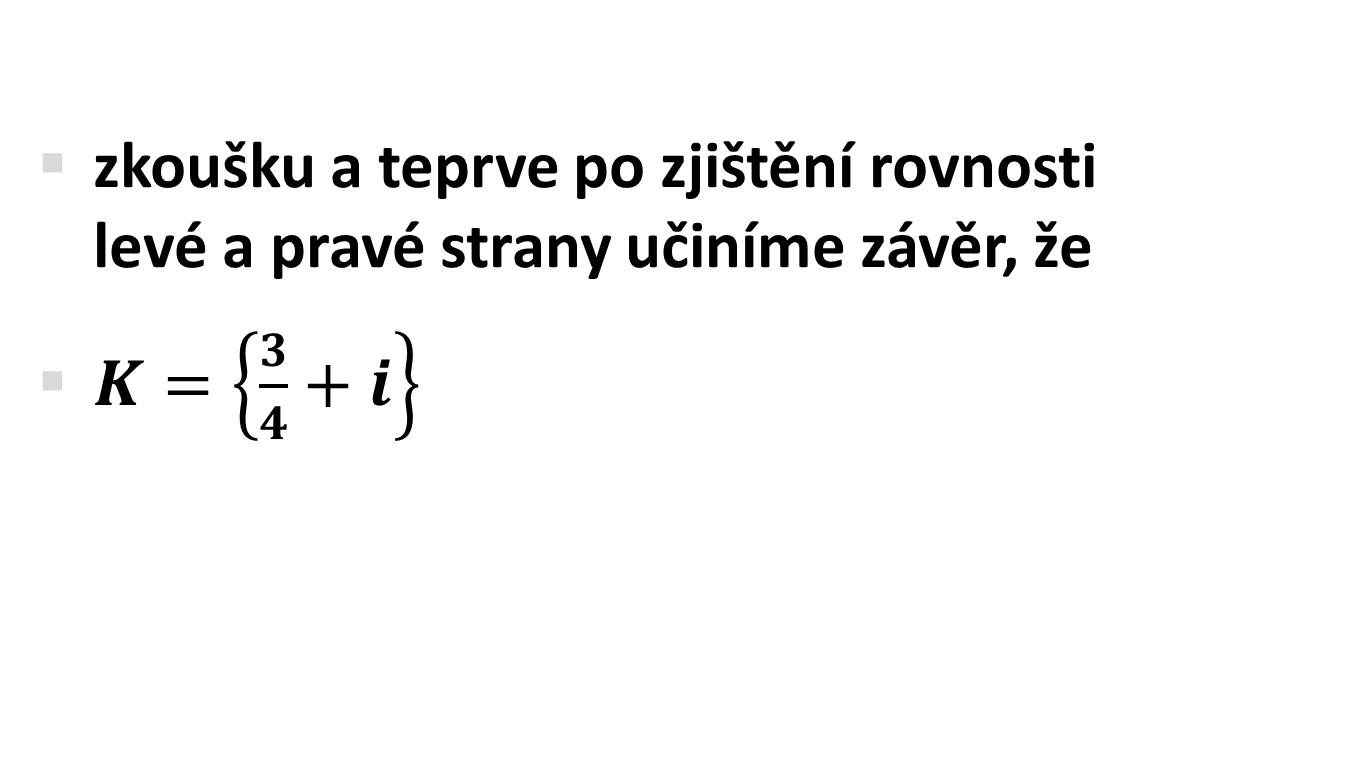 ▪ zkoušku a teprve po zjištění rovnosti
levé a pravé strany učiníme závěr, že
▪ K = {3/4 + i}